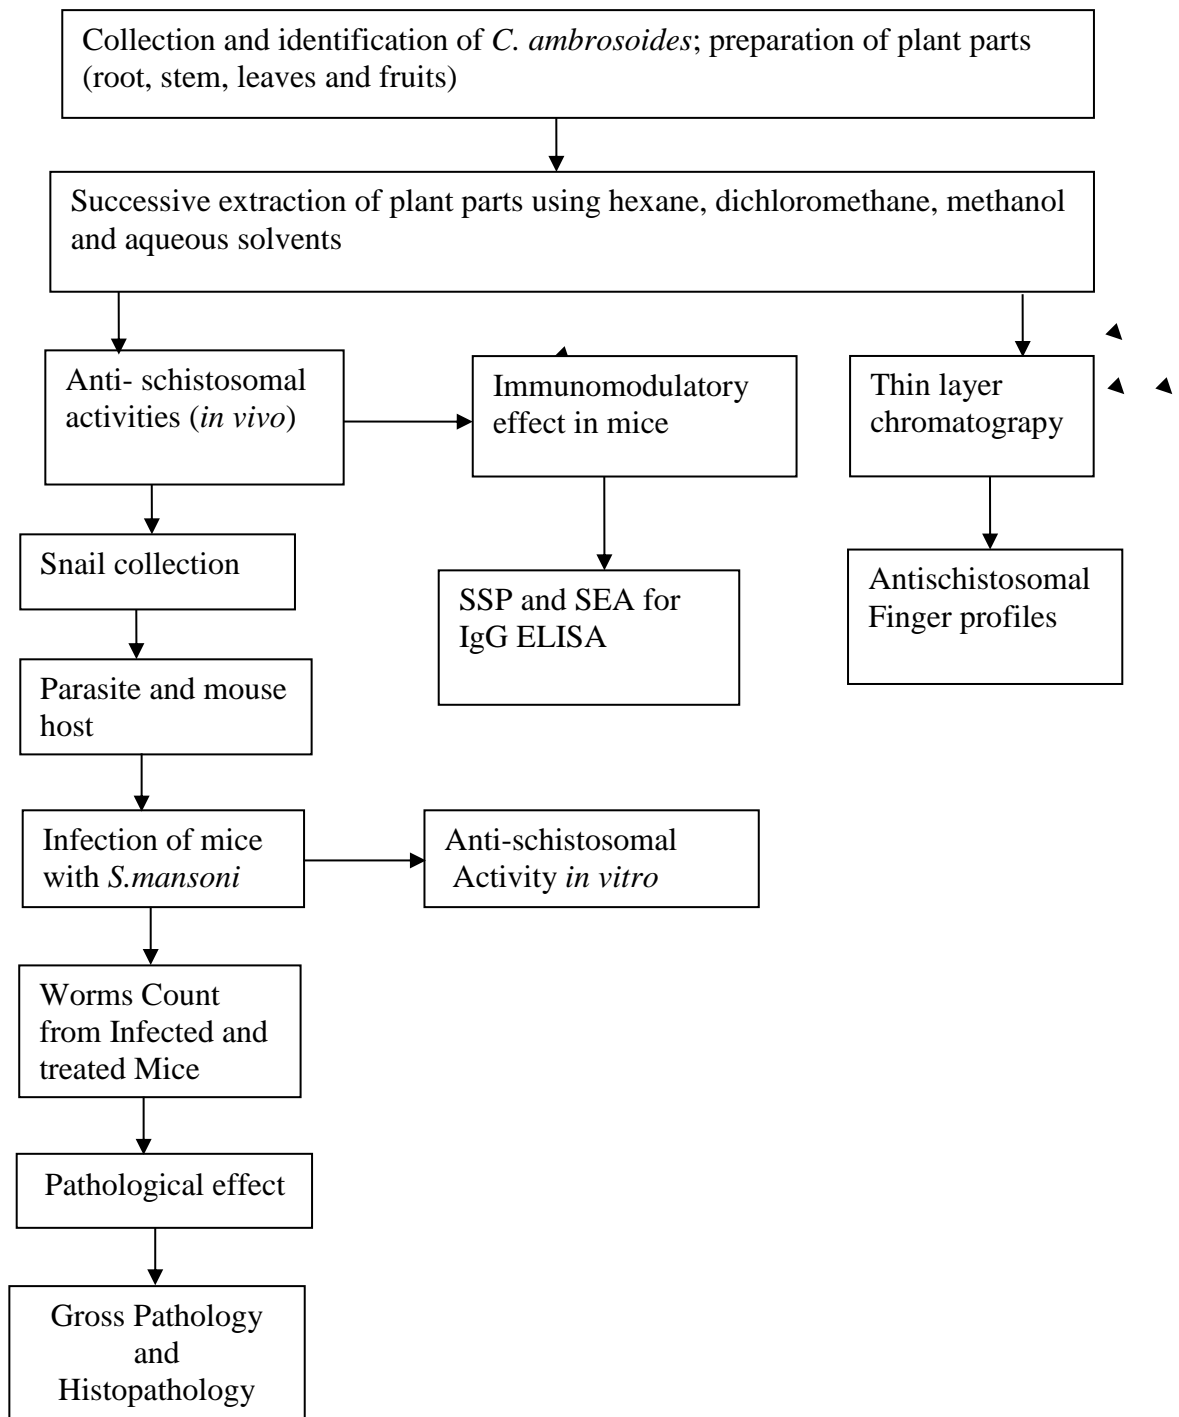 Collection and identification of C. ambrosoides; preparation of plant parts
(root, stem, leaves and fruits)
Successive extraction of plant parts using hexane, dichloromethane, methanol
and aqueous solvents
Anti- schistosomal
activities (in vivo)
Immunomodulatory
effect in mice
Thin layer
chromatograpy
Snail collection
SSP and SEA for
IgG ELISA
Antischistosomal
Finger profiles
Parasite and mouse
host
Infection of mice
with S.mansoni
Anti-schistosomal
Activity in vitro
Worms Count
from Infected and
treated Mice
Pathological effect
Gross Pathology
and
Histopathology